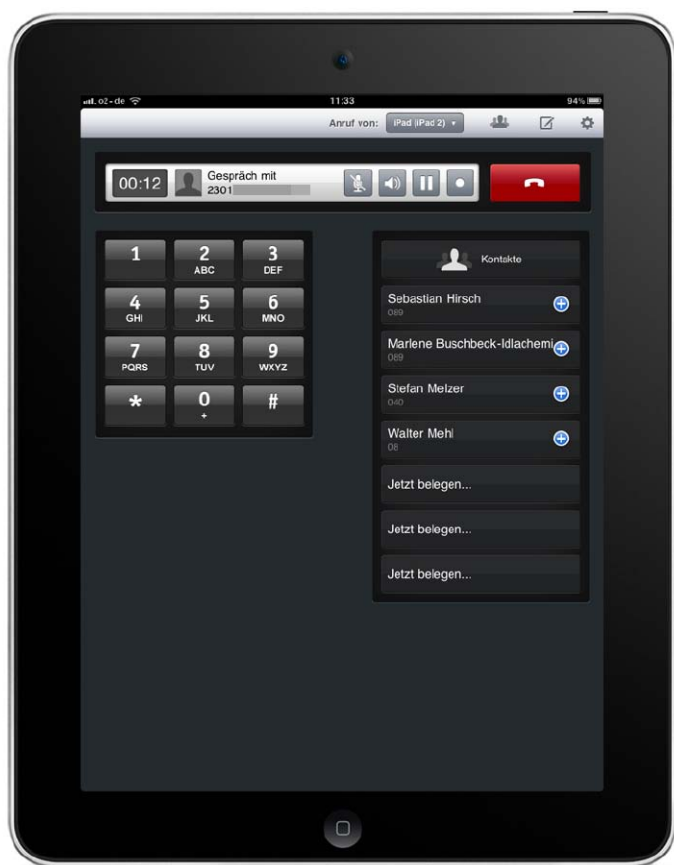 o2-de
11:33
94%
Anruf von:
iPad (iPad 2)
00:12
Gespräch mit
2301
1
2
3
ABC
DEF
4
5
6
GHI
JKL
MNO
7
8
9
PQRS
TUV
WXYZ
*
0
#
+
Kontakte
Sebastian Hirsch
089
Marlene Buschbeck-Idlachemi
089
Stefan Melzer
040
Walter Mehl
08
Jetzt belegen...
Jetzt belegen...
Jetzt belegen...